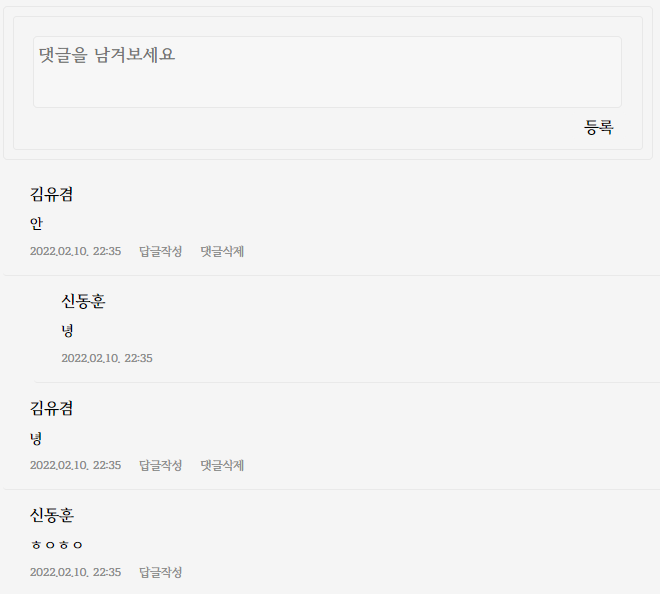 댓글을 남겨보세요
등록
김유겸
안
2022.02.10. 22:35 답글작성 댓글삭제
신동훈
녕
2022.02.10. 22:35
김유겸
녕
2022.02.10. 22:35 답글작성 댓글삭제
신동훈
ㅎㅇㅎㅇ
2022.02.10. 22:35 답글작성